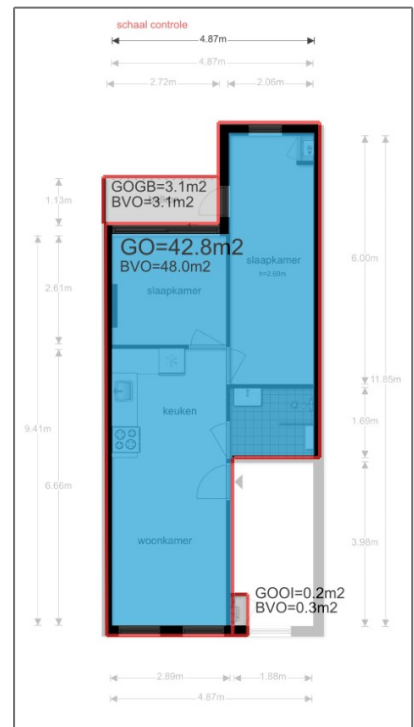 schaal controle
4.87m
4.87m
2.72m
2.06m
GOGB=3.1m2
BVO=3.1m2
1.13m
GO=42.8m2
BVO=48.0m2
slaapkamer
slaapkamer
h=2.60m
6.00m
2.61m
11.85m
keuken
1.69m
9.41m
6.66m
3.98m
woonkamer
GOOI=0.2m2
BVO=0.3m2
2.89m
1.88m
4.87m